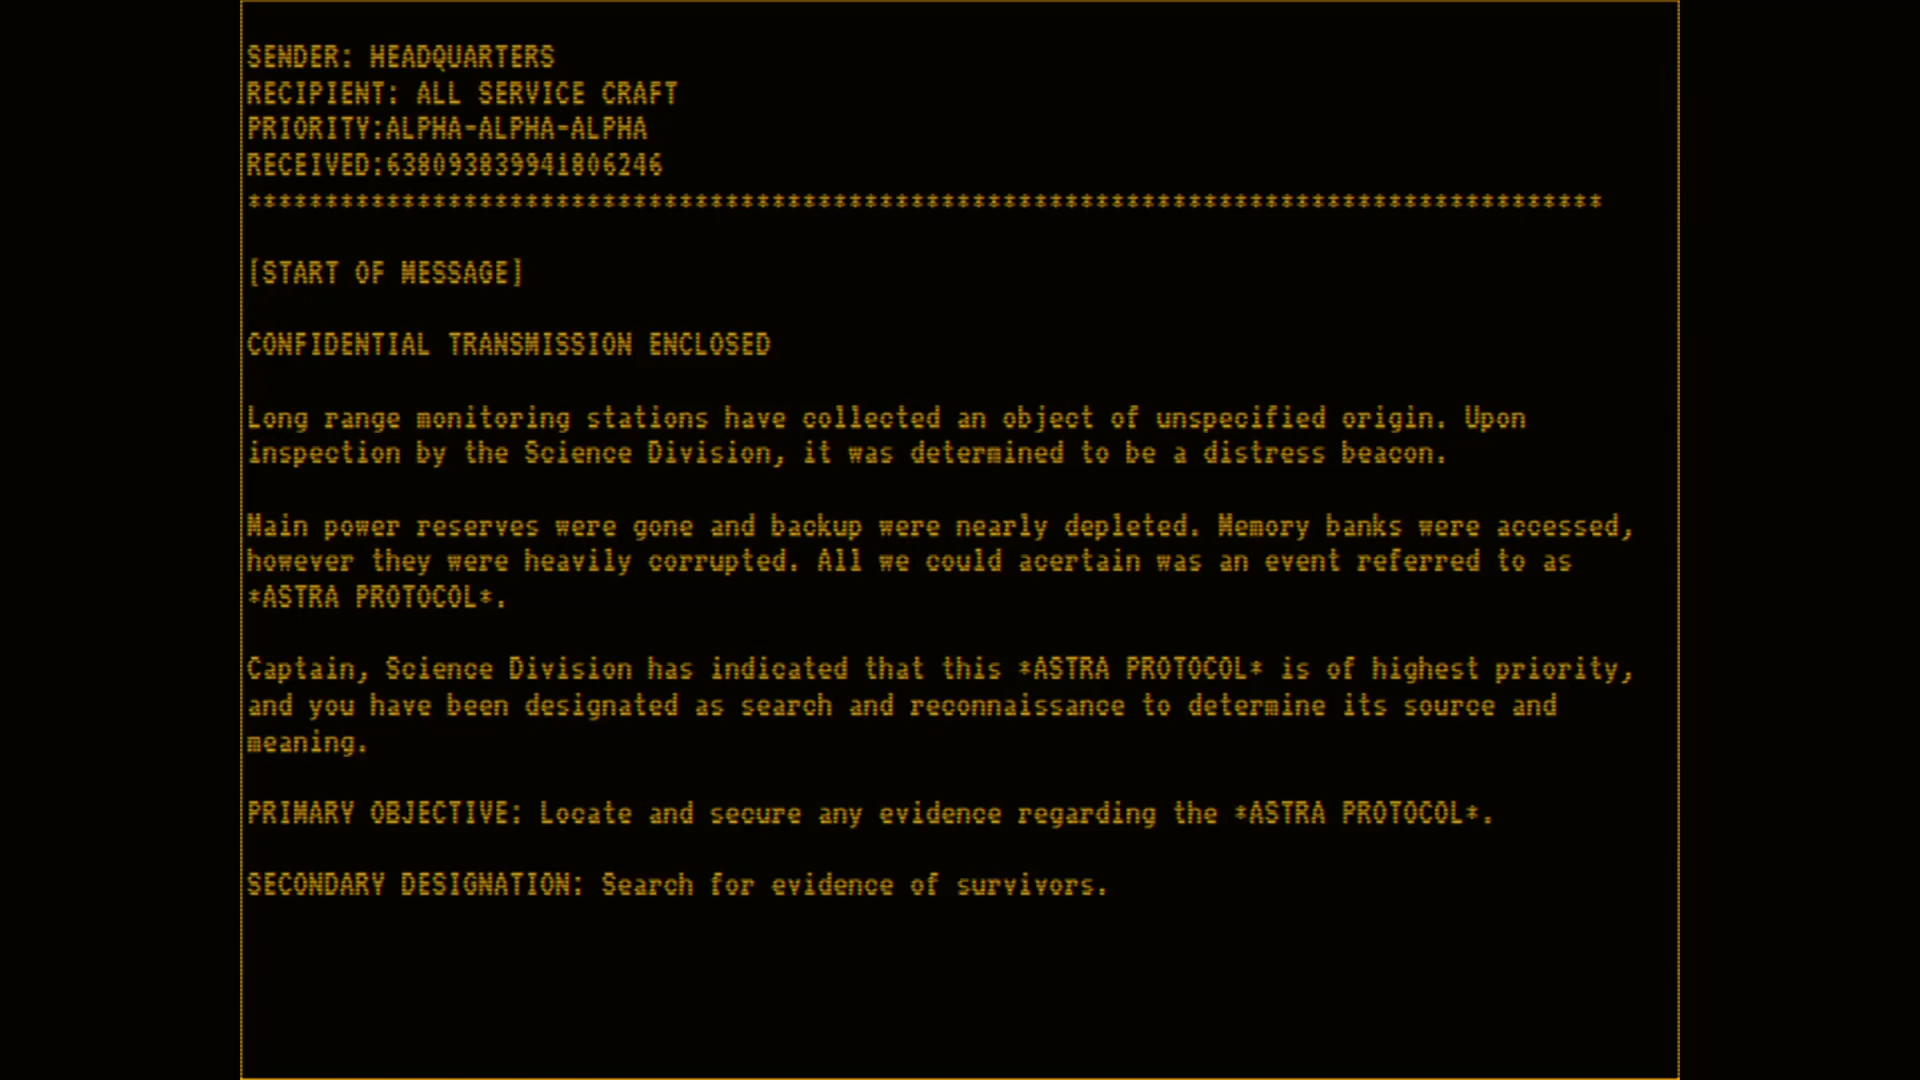 SENDER: HEADQUARTERS
RECIPIENT: ALL SERVICE CRAFT
PRIORITY:ALPHA-ALPHA-ALPHA
RECEIVED:638093839941806246
****************************************************************************************
[START OF MESSAGE]
CONFIDENTIAL TRANSMISSION ENCLOSED
Long range monitoring stations have collected an object of unspecified origin. Upon
inspection by the Science Division, it was determined to be a distress beacon.
Main power reserves were gone and backup were nearly depleted. Memory banks were accessed,
however they were heavily corrupted. All we could acertain was an event referred to as
*ASTRA PROTOCOL*.
Captain, Science Division has indicated that this *ASTRA PROTOCOL* is of highest priority,
and you have been designated as search and reconnaissance to determine its source and
meaning.
PRIMARY OBJECTIVE: Locate and secure any evidence regarding the *ASTRA PROTOCOL*.
SECONDARY DESIGNATION: Search for evidence of survivors.